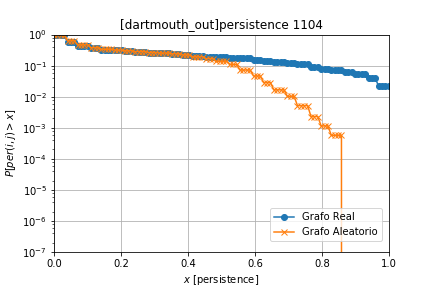 [dartmouth_out]persistence 1104
10^0
10^-1
10^-2
10^-3
10^-4
10^-5
10^-6
10^-7
P[per(i,j) > x]
0.0 0.2 0.4 0.6 0.8 1.0
x [persistence]
Grafo Real
Grafo Aleatorio